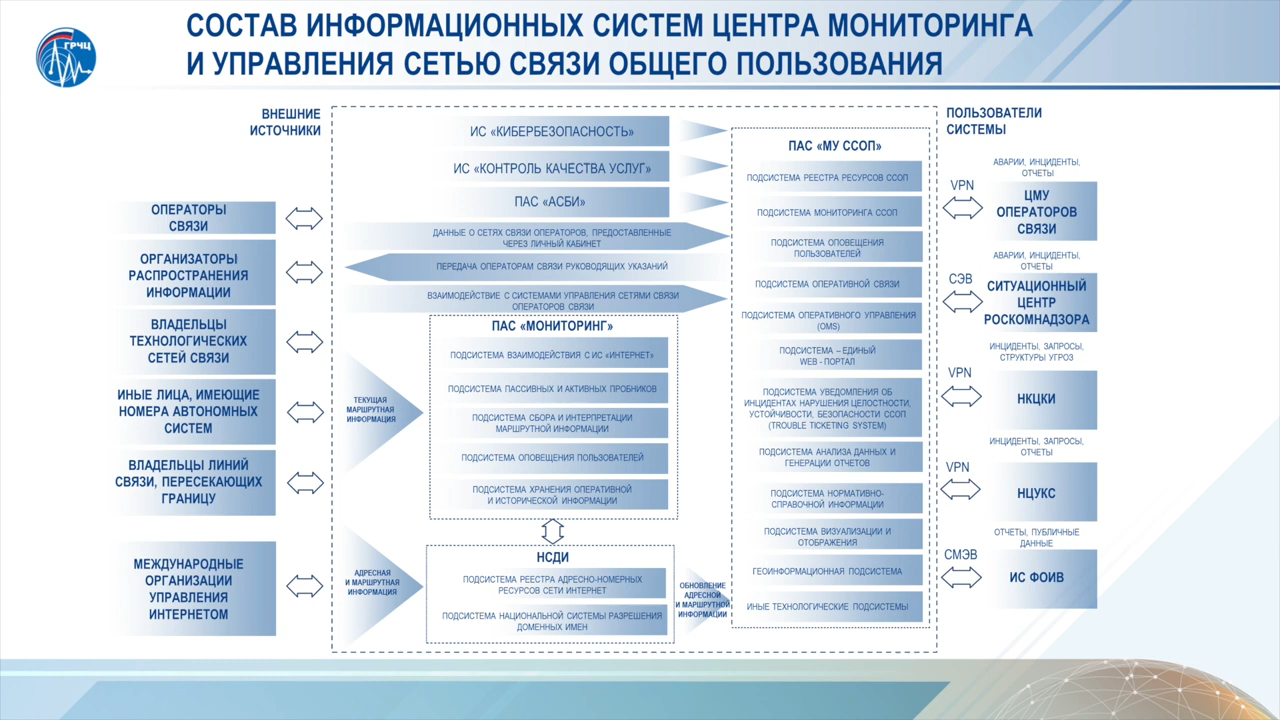 ГРЧЦ
СОСТАВ ИНФОРМАЦИОННЫХ СИСТЕМ ЦЕНТРА МОНИТОРИНГА
И УПРАВЛЕНИЯ СЕТЬЮ СВЯЗИ ОБЩЕГО ПОЛЬЗОВАНИЯ
ВНЕШНИЕ
ИСТОЧНИКИ
ОПЕРАТОРЫ
СВЯЗИ
ОРГАНИЗАТОРЫ
РАСПРОСТРАНЕНИЯ
ИНФОРМАЦИИ
ВЛАДЕЛЬЦЫ
ТЕХНОЛОГИЧЕСКИХ
СЕТЕЙ СВЯЗИ
ИНЫЕ ЛИЦА, ИМЕЮЩИЕ
НОМЕРА АВТОНОМНЫХ
СИСТЕМ
ВЛАДЕЛЬЦЫ ЛИНИЙ
СВЯЗИ, ПЕРЕСЕКАЮЩИХ
ГРАНИЦУ
МЕЖДУНАРОДНЫЕ
ОРГАНИЗАЦИИ
УПРАВЛЕНИЯ
ИНТЕРНЕТОМ
ИС «КИБЕРБЕЗОПАСНОСТЬ»
ИС «КОНТРОЛЬ КАЧЕСТВА УСЛУГ»
ПАС «АСБИ»
ДАННЫЕ О СЕТЯХ СВЯЗИ ОПЕРАТОРОВ, ПРЕДОСТАВЛЕННЫЕ
ЧЕРЕЗ ЛИЧНЫЙ КАБИНЕТ
ПЕРЕДАЧА ОПЕРАТОРАМ СВЯЗИ РУКОВОДЯЩИХ УКАЗАНИЙ
ВЗАИМОДЕЙСТВИЕ С СИСТЕМАМИ УПРАВЛЕНИЯ СЕТЯМИ СВЯЗИ
ОПЕРАТОРОВ СВЯЗИ
ТЕКУЩАЯ
МАРШРУТНАЯ
ИНФОРМАЦИЯ
ПАС «МОНИТОРИНГ»
ПОДСИСТЕМА ВЗАИМОДЕЙСТВИЯ С ИС «ИНТЕРНЕТ»
ПОДСИСТЕМА ПАССИВНЫХ И АКТИВНЫХ ПРОБНИКОВ
ПОДСИСТЕМА СБОРА И ИНТЕРПРЕТАЦИИ
МАРШРУТНОЙ ИНФОРМАЦИИ
ПОДСИСТЕМА ОПОВЕЩЕНИЯ ПОЛЬЗОВАТЕЛЕЙ
ПОДСИСТЕМА ХРАНЕНИЯ ОПЕРАТИВНОЙ
И ИСТОРИЧЕСКОЙ ИНФОРМАЦИИ
АДРЕСНАЯ
И МАРШРУТНАЯ
ИНФОРМАЦИЯ
НСДИ
ПОДСИСТЕМА РЕЕСТРА АДРЕСНО-НОМЕРНЫХ
РЕСУРСОВ СЕТИ ИНТЕРНЕТ
ПОДСИСТЕМА НАЦИОНАЛЬНОЙ СИСТЕМЫ РАЗРЕШЕНИЯ
ДОМЕННЫХ ИМЕН
ОБНОВЛЕНИЕ
АДРЕСНОЙ
И МАРШРУТНОЙ
ИНФОРМАЦИИ
ПАС «МУ ССОП»
ПОДСИСТЕМА РЕЕСТРА РЕСУРСОВ ССОП
ПОДСИСТЕМА МОНИТОРИНГА ССОП
ПОДСИСТЕМА ОПОВЕЩЕНИЯ
ПОЛЬЗОВАТЕЛЕЙ
ПОДСИСТЕМА ОПЕРАТИВНОЙ СВЯЗИ
ПОДСИСТЕМА ОПЕРАТИВНОГО УПРАВЛЕНИЯ
(OMS)
ПОДСИСТЕМА – ЕДИНЫЙ
WEB - ПОРТАЛ
ПОДСИСТЕМА УВЕДОМЛЕНИЯ ОБ
ИНЦИДЕНТАХ НАРУШЕНИЯ ЦЕЛОСТНОСТИ,
УСТОЙЧИВОСТИ, БЕЗОПАСНОСТИ ССОП
(TROUBLE TICKETING SYSTEM)
ПОДСИСТЕМА АНАЛИЗА ДАННЫХ И
ГЕНЕРАЦИИ ОТЧЕТОВ
ПОДСИСТЕМА НОРМАТИВНО-
СПРАВОЧНОЙ ИНФОРМАЦИИ
ПОДСИСТЕМА ВИЗУАЛИЗАЦИИ И
ОТОБРАЖЕНИЯ
ГЕОИНФОРМАЦИОННАЯ ПОДСИСТЕМА
ИНЫЕ ТЕХНОЛОГИЧЕСКИЕ ПОДСИСТЕМЫ
ПОЛЬЗОВАТЕЛИ
СИСТЕМЫ
АВАРИИ, ИНЦИДЕНТЫ,
ОТЧЕТЫ
VPN
ЦМУ
ОПЕРАТОРОВ
СВЯЗИ
АВАРИИ, ИНЦИДЕНТЫ,
ОТЧЕТЫ
СЭВ
СИТУАЦИОННЫЙ
ЦЕНТР
РОСКОМНАДЗОРА
ИНЦИДЕНТЫ, ЗАПРОСЫ,
СТРУКТУРЫ УГРОЗ
VPN
НКЦКИ
ИНЦИДЕНТЫ, ЗАПРОСЫ,
ОТЧЕТЫ
VPN
НЦУКС
ОТЧЕТЫ, ПУБЛИЧНЫЕ
ДАННЫЕ
СМЭВ
ИС ФОИВ